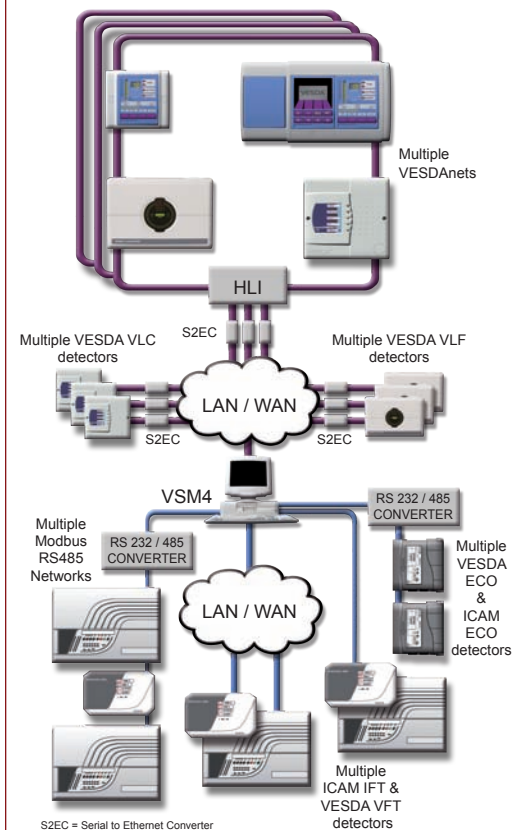 VESDA
Multiple
VESDAnets
HLI
S2EC
Multiple VESDA VLC
detectors
Multiple VESDA VLF
detectors
LAN / WAN
S2EC
S2EC
VSM4
RS 232 / 485
CONVERTER
Multiple
Modbus
RS485
Networks
RS 232 / 485
CONVERTER
Multiple
VESDA
ECO
&
ICAM
ECO
detectors
LAN / WAN
Multiple
ICAM IFT &
VESDA VFT
detectors
S2EC = Serial to Ethernet Converter